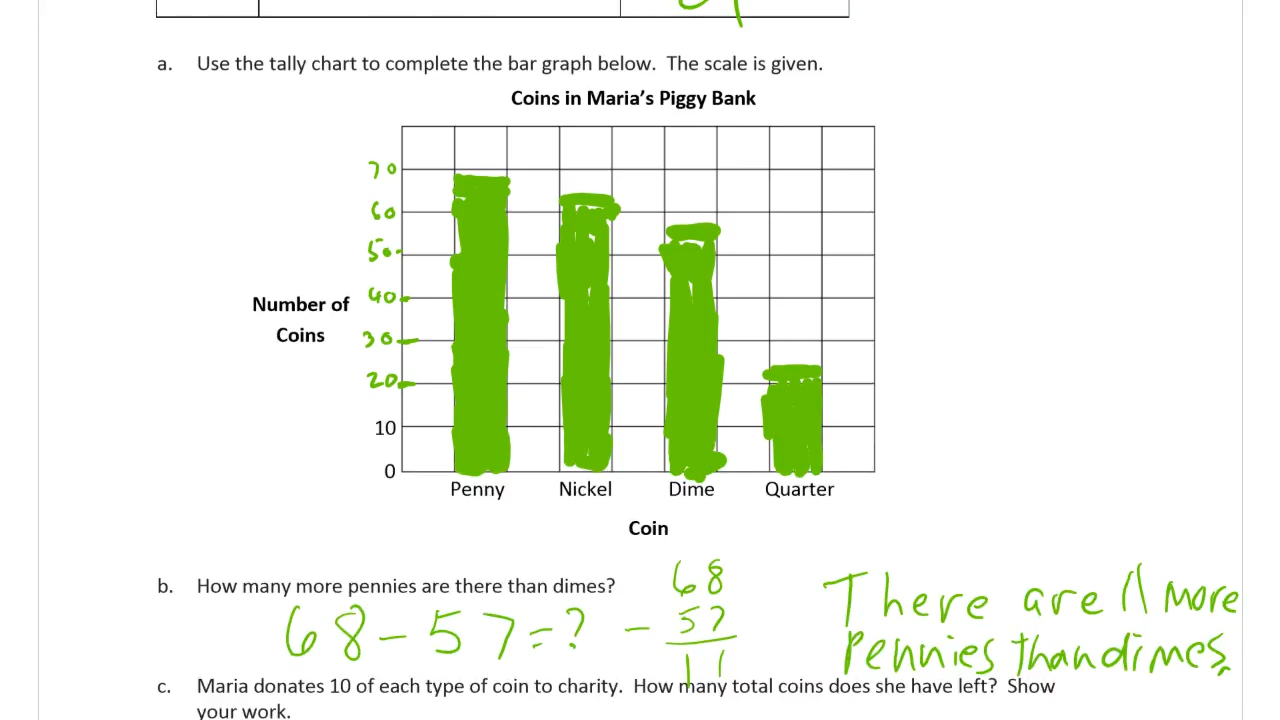 a. Use the tally chart to complete the bar graph below. The scale is given.
Coins in Maria's Piggy Bank
70
60
50
40
30
20
10
0
Number of
Coins
Penny Nickel Dime Quarter
Coin
b. How many more pennies are there than dimes?
68 - 57 = ?
68
- 57
11
There are 11 more
Pennies than dimes.
c. Maria donates 10 of each type of coin to charity. How many total coins does she have left? Show
your work.